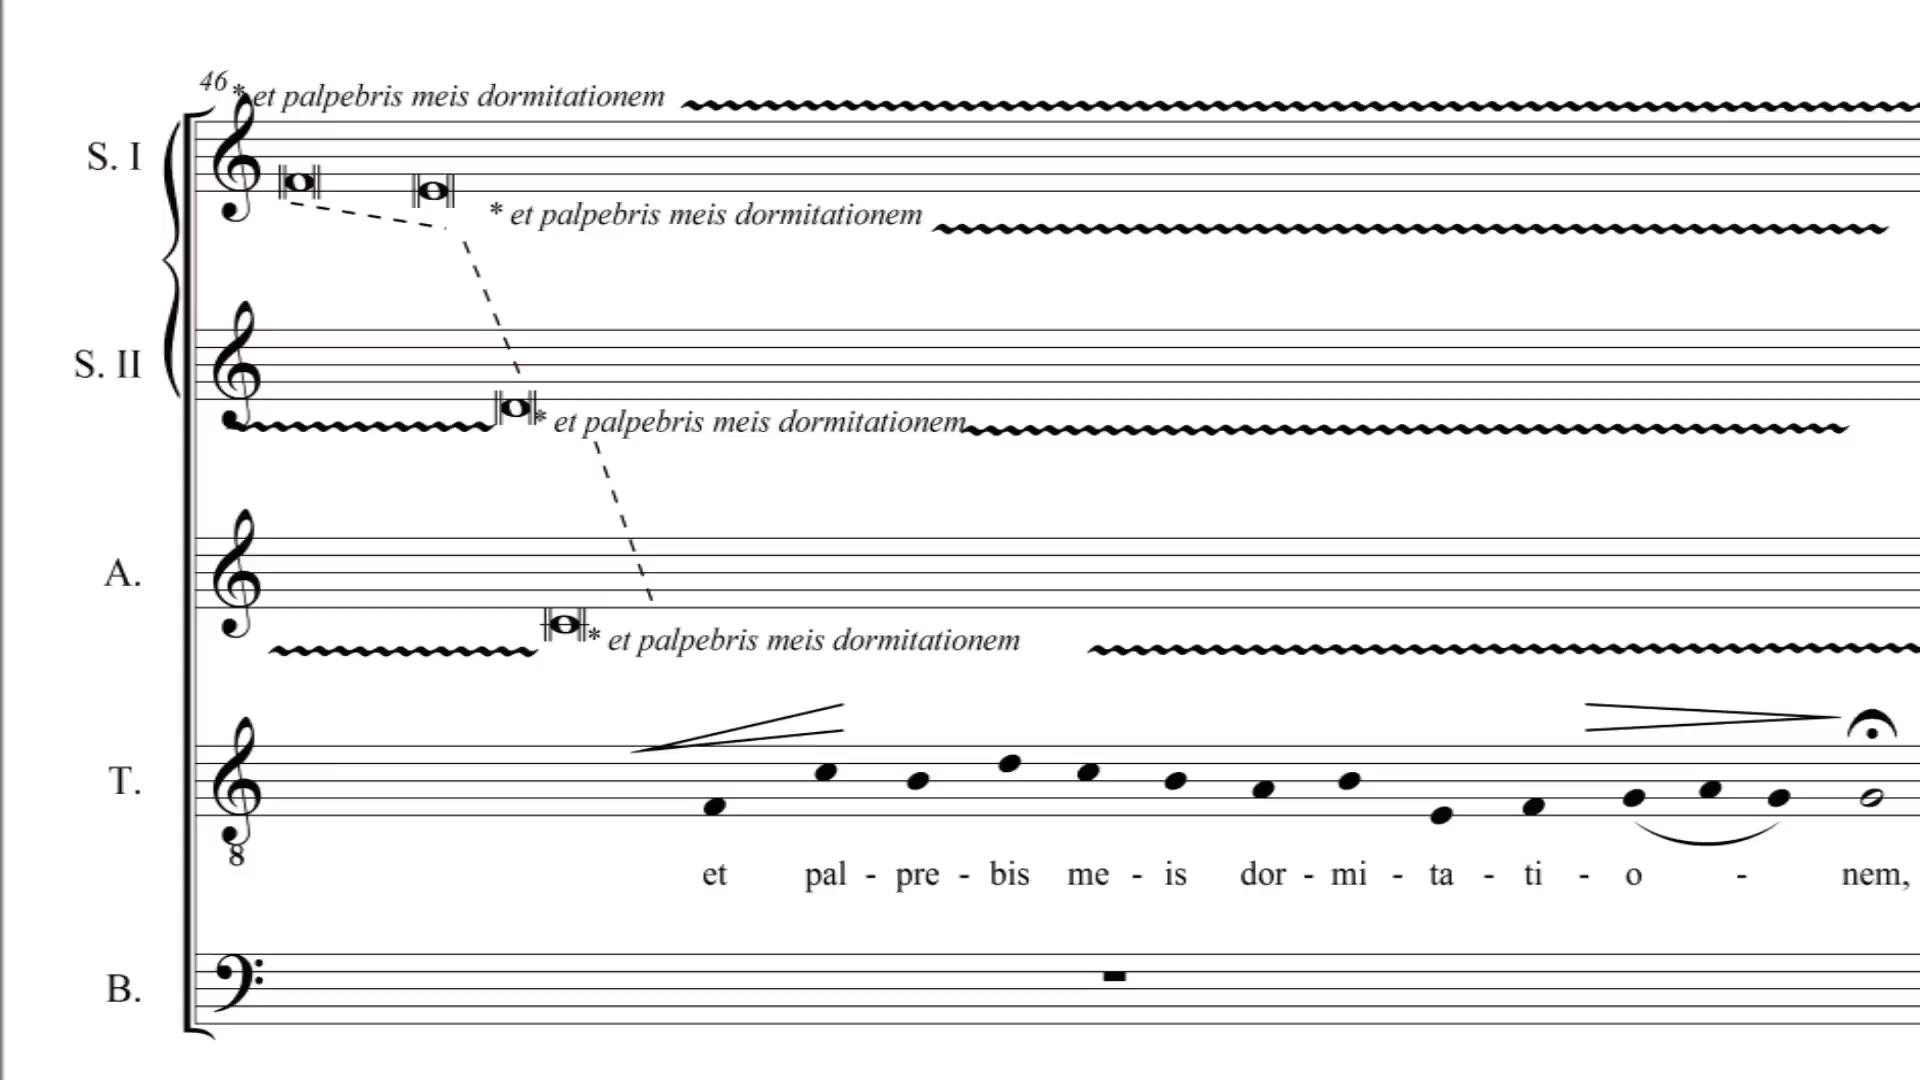 46 * et palpebris meis dormitationem
S. I
* et palpebris meis dormitationem
S. II
* et palpebris meis dormitationem
A.
* et palpebris meis dormitationem
T.
8
et pal - pre - bis me - is dor - mi - ta - ti - o - nem,
B.